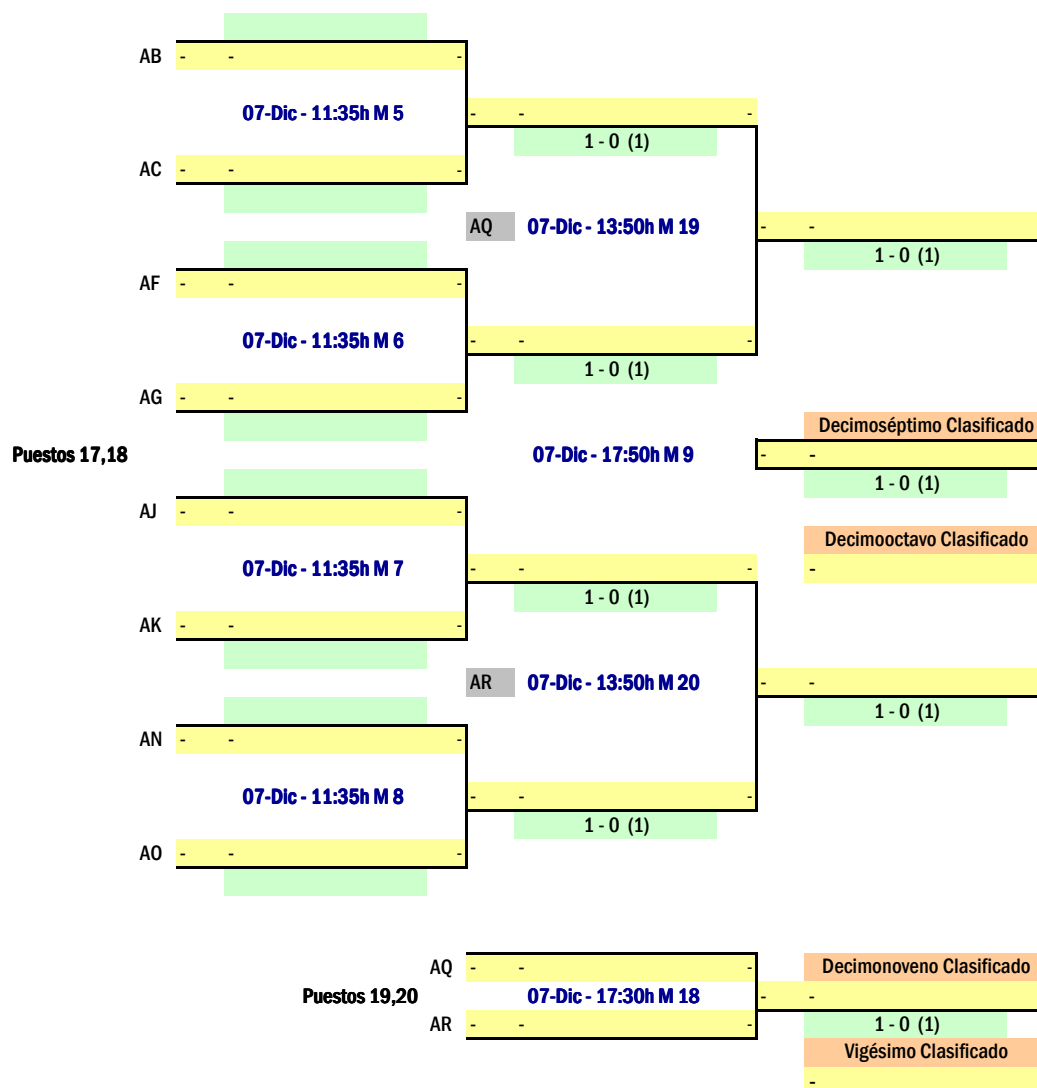 AB - - -
07-Dic - 11:35h M 5 - - -
1 - 0 (1)
AC - - -
AQ 07-Dic - 13:50h M 19 - -
1 - 0 (1)
AF - - -
07-Dic - 11:35h M 6 - - -
1 - 0 (1)
AG - - -
Decimoséptimo Clasificado
Puestos 17,18 07-Dic - 17:50h M 9 - -
1 - 0 (1)
AJ - - -
Decimooctavo Clasificado
07-Dic - 11:35h M 7 - - - -
1 - 0 (1)
AK - - -
AR 07-Dic - 13:50h M 20 - -
1 - 0 (1)
AN - - -
07-Dic - 11:35h M 8 - - -
1 - 0 (1)
AO - - -
AQ - - - Decimonoveno Clasificado
Puestos 19,20 07-Dic - 17:30h M 18 - -
AR - - - 1 - 0 (1)
Vigésimo Clasificado
-